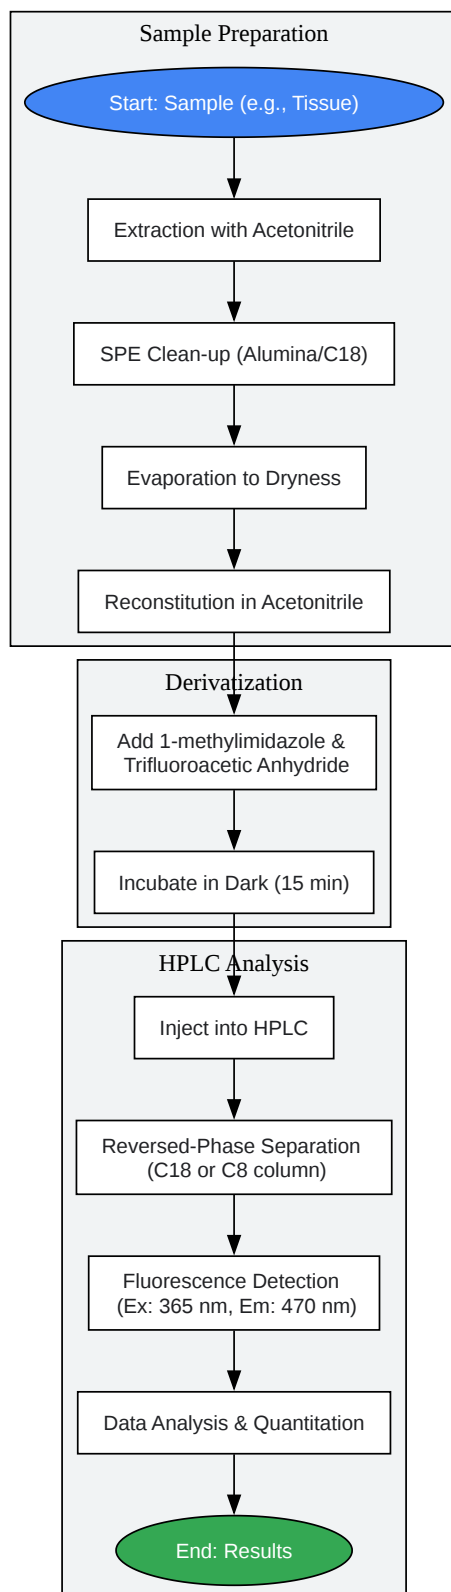 Sample Preparation
Start: Sample (e.g., Tissue)
Extraction with Acetonitrile
SPE Clean-up (Alumina/C18)
Evaporation to Dryness
Reconstitution in Acetonitrile
Derivatization
Add 1-methylimidazole &
Trifluoroacetic Anhydride
Incubate in Dark (15 min)
HPLC Analysis
Inject into HPLC
Reversed-Phase Separation
(C18 or C8 column)
Fluorescence Detection
(Ex: 365 nm, Em: 470 nm)
Data Analysis & Quantitation
End: Results